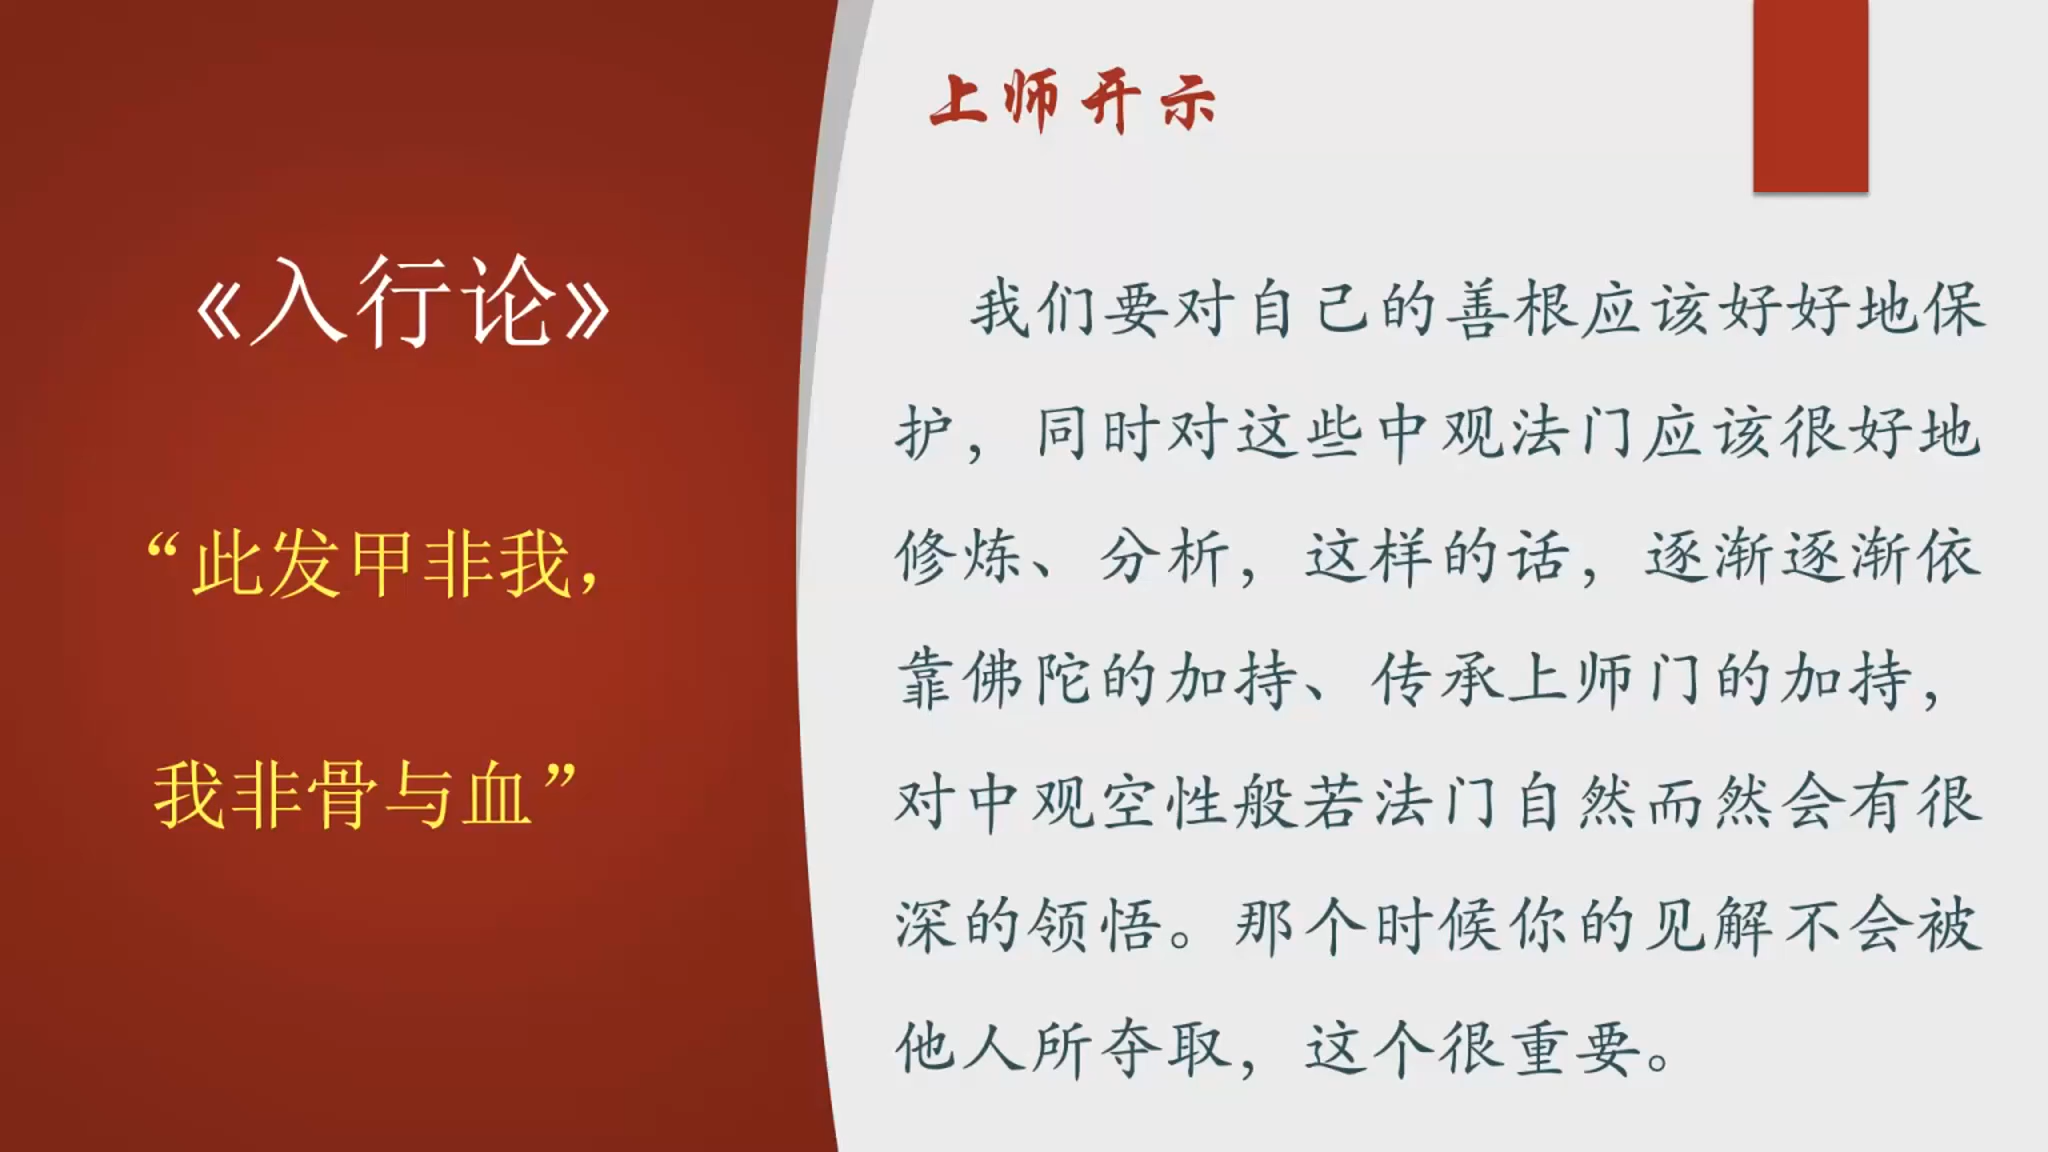 《入行论》
“此发甲非我，
我非骨与血”
上师开示
我们要对自己的善根应该好好地保
护，同时对这些中观法门应该很好地
修炼、分析，这样的话，逐渐逐渐依
靠佛陀的加持、传承上师门的加持，
对中观空性般若法门自然而然会有很
深的领悟。那个时候你的见解不会被
他人所夺取，这个很重要。